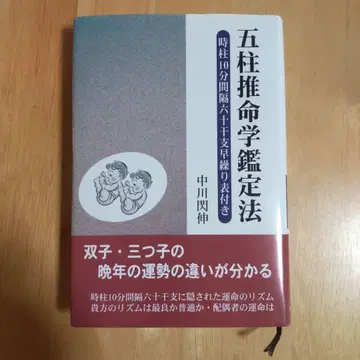 五柱推命学鑑定法
時柱10分間隔六十干支早繰り表付き
中川閃伸
双子・三つ子の
晩年の運勢の違いが分かる
時柱10分間隔六十干支に隠された運命のリズム
貴方のリズムは最良か普通か・配偶者の運命は